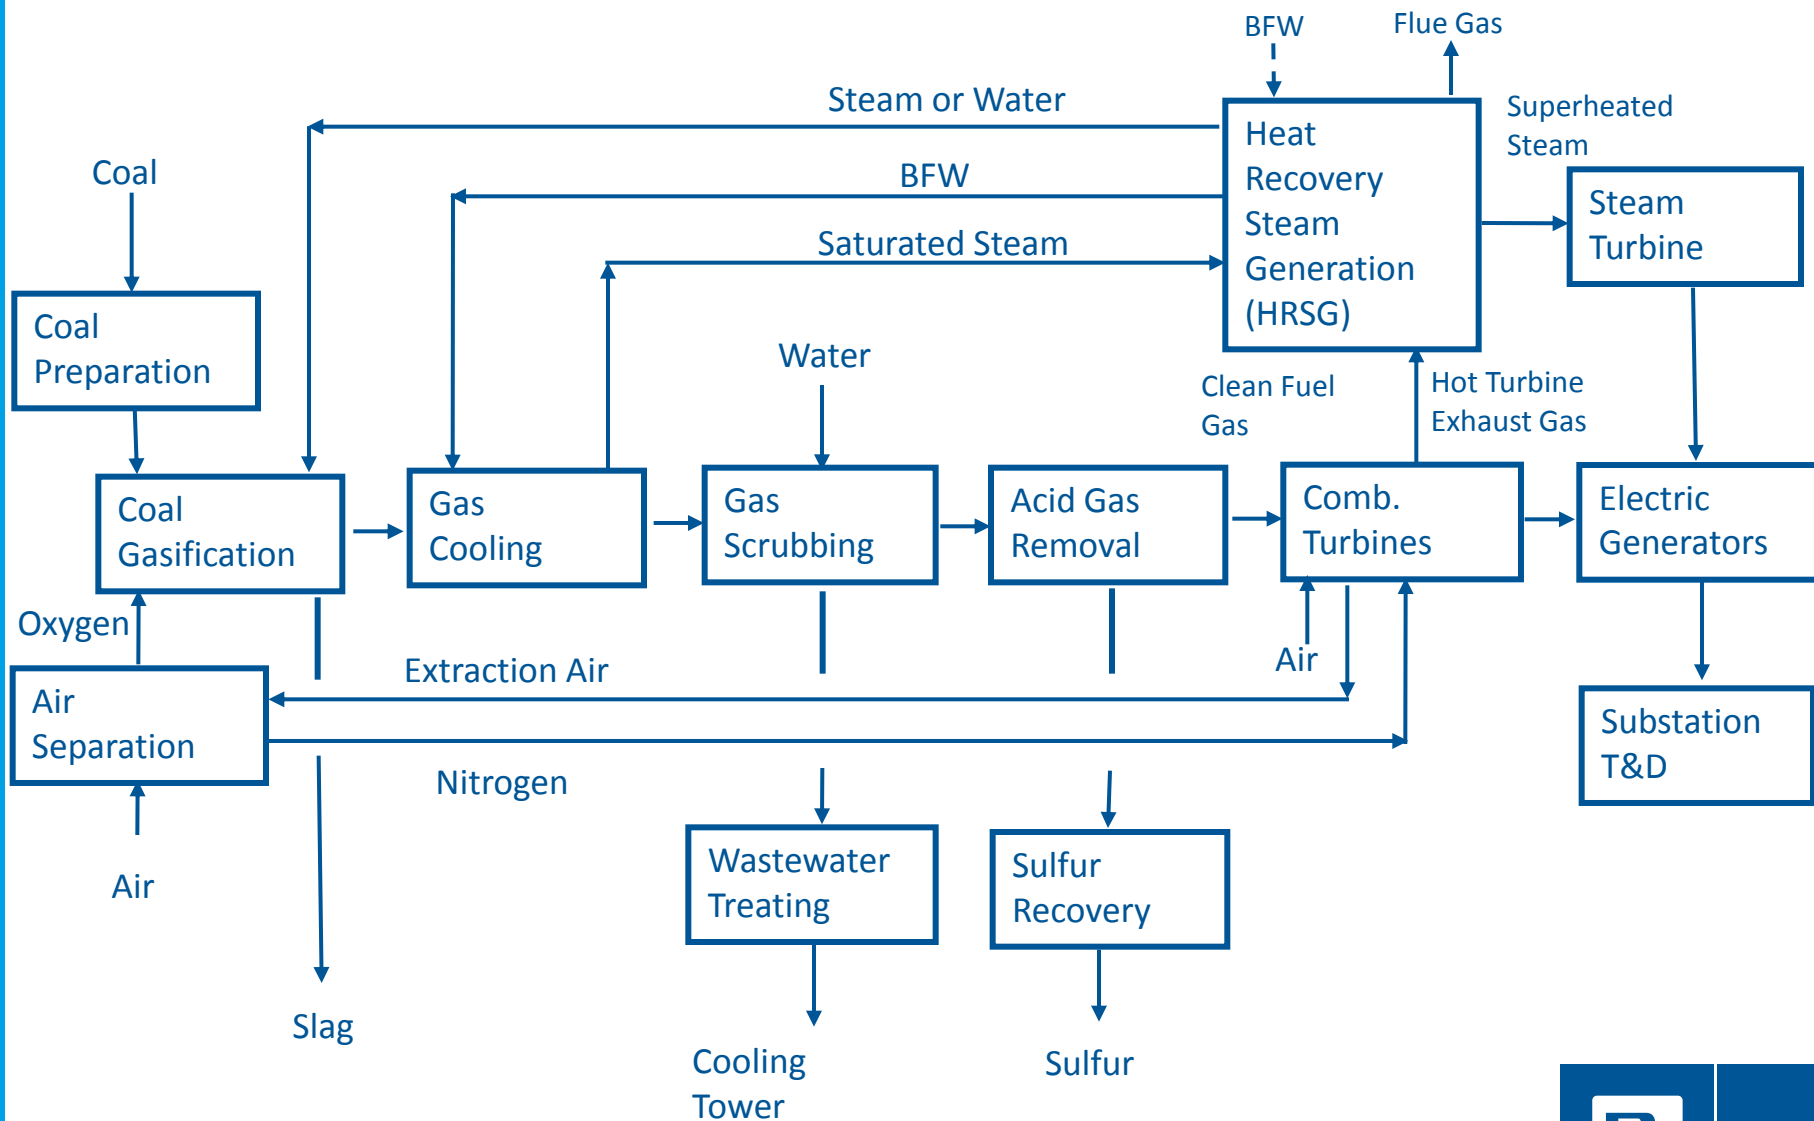 BFW
Flue Gas
Steam or Water
Superheated
Steam
Heat
Recovery
Steam
Generation
(HRSG)
Coal
BFW
Steam
Turbine
Saturated Steam
Coal
Preparation
Water
Clean Fuel
Gas
Hot Turbine
Exhaust Gas
Coal
Gasification
Gas
Cooling
Gas
Scrubbing
Acid Gas
Removal
Comb.
Turbines
Electric
Generators
Oxygen
Extraction Air
Air
Air
Separation
Substation
T&D
Nitrogen
Air
Wastewater
Treating
Sulfur
Recovery
Slag
Cooling
Tower
Sulfur